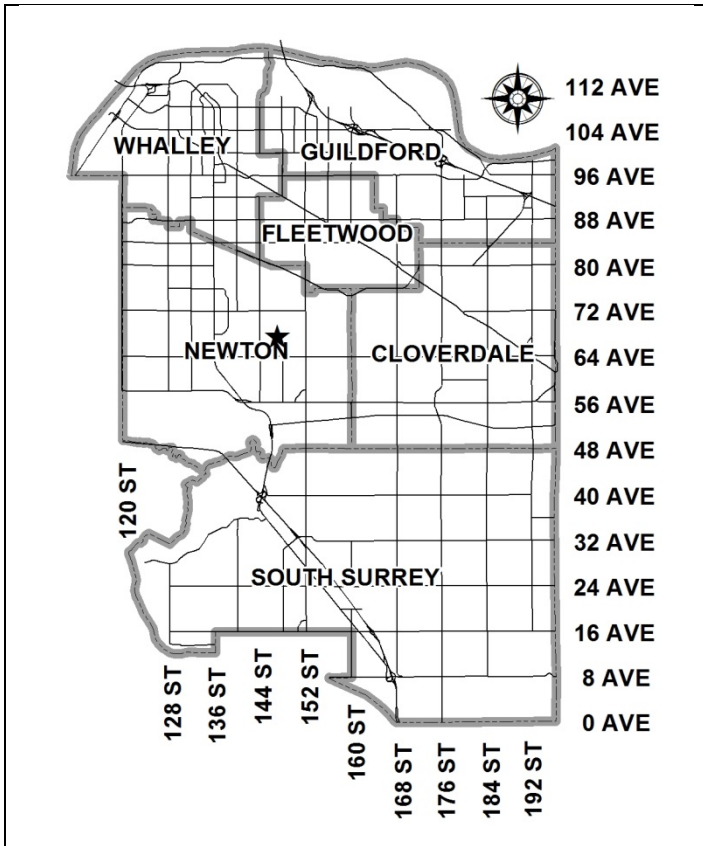 112 AVE
104 AVE
WHALLEY
GUILDFORD
96 AVE
88 AVE
FLEETWOOD
80 AVE
72 AVE
NEWTON
CLOVERDALE
64 AVE
56 AVE
48 AVE
120 ST
40 AVE
32 AVE
SOUTH SURREY
24 AVE
16 AVE
128 ST
136 ST
144 ST
152 ST
8 AVE
160 ST
0 AVE
168 ST
176 ST
184 ST
192 ST